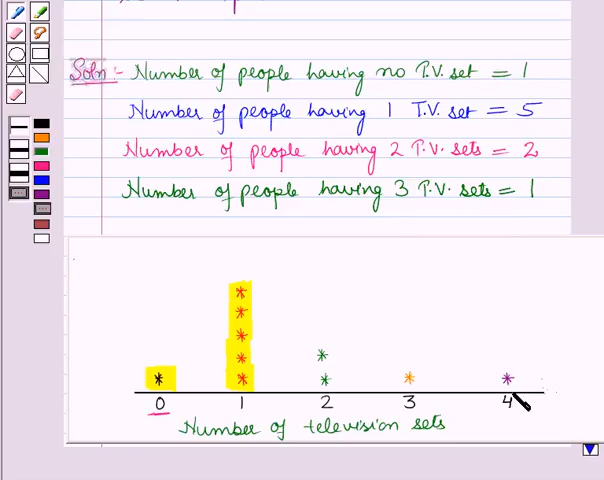 Soln:- Number of people having no T.V. set = 1
Number of people having 1 T.V. set = 5
Number of people having 2 T.V. sets = 2
Number of people having 3 T.V. sets = 1
0 1 2 3 4
Number of television sets